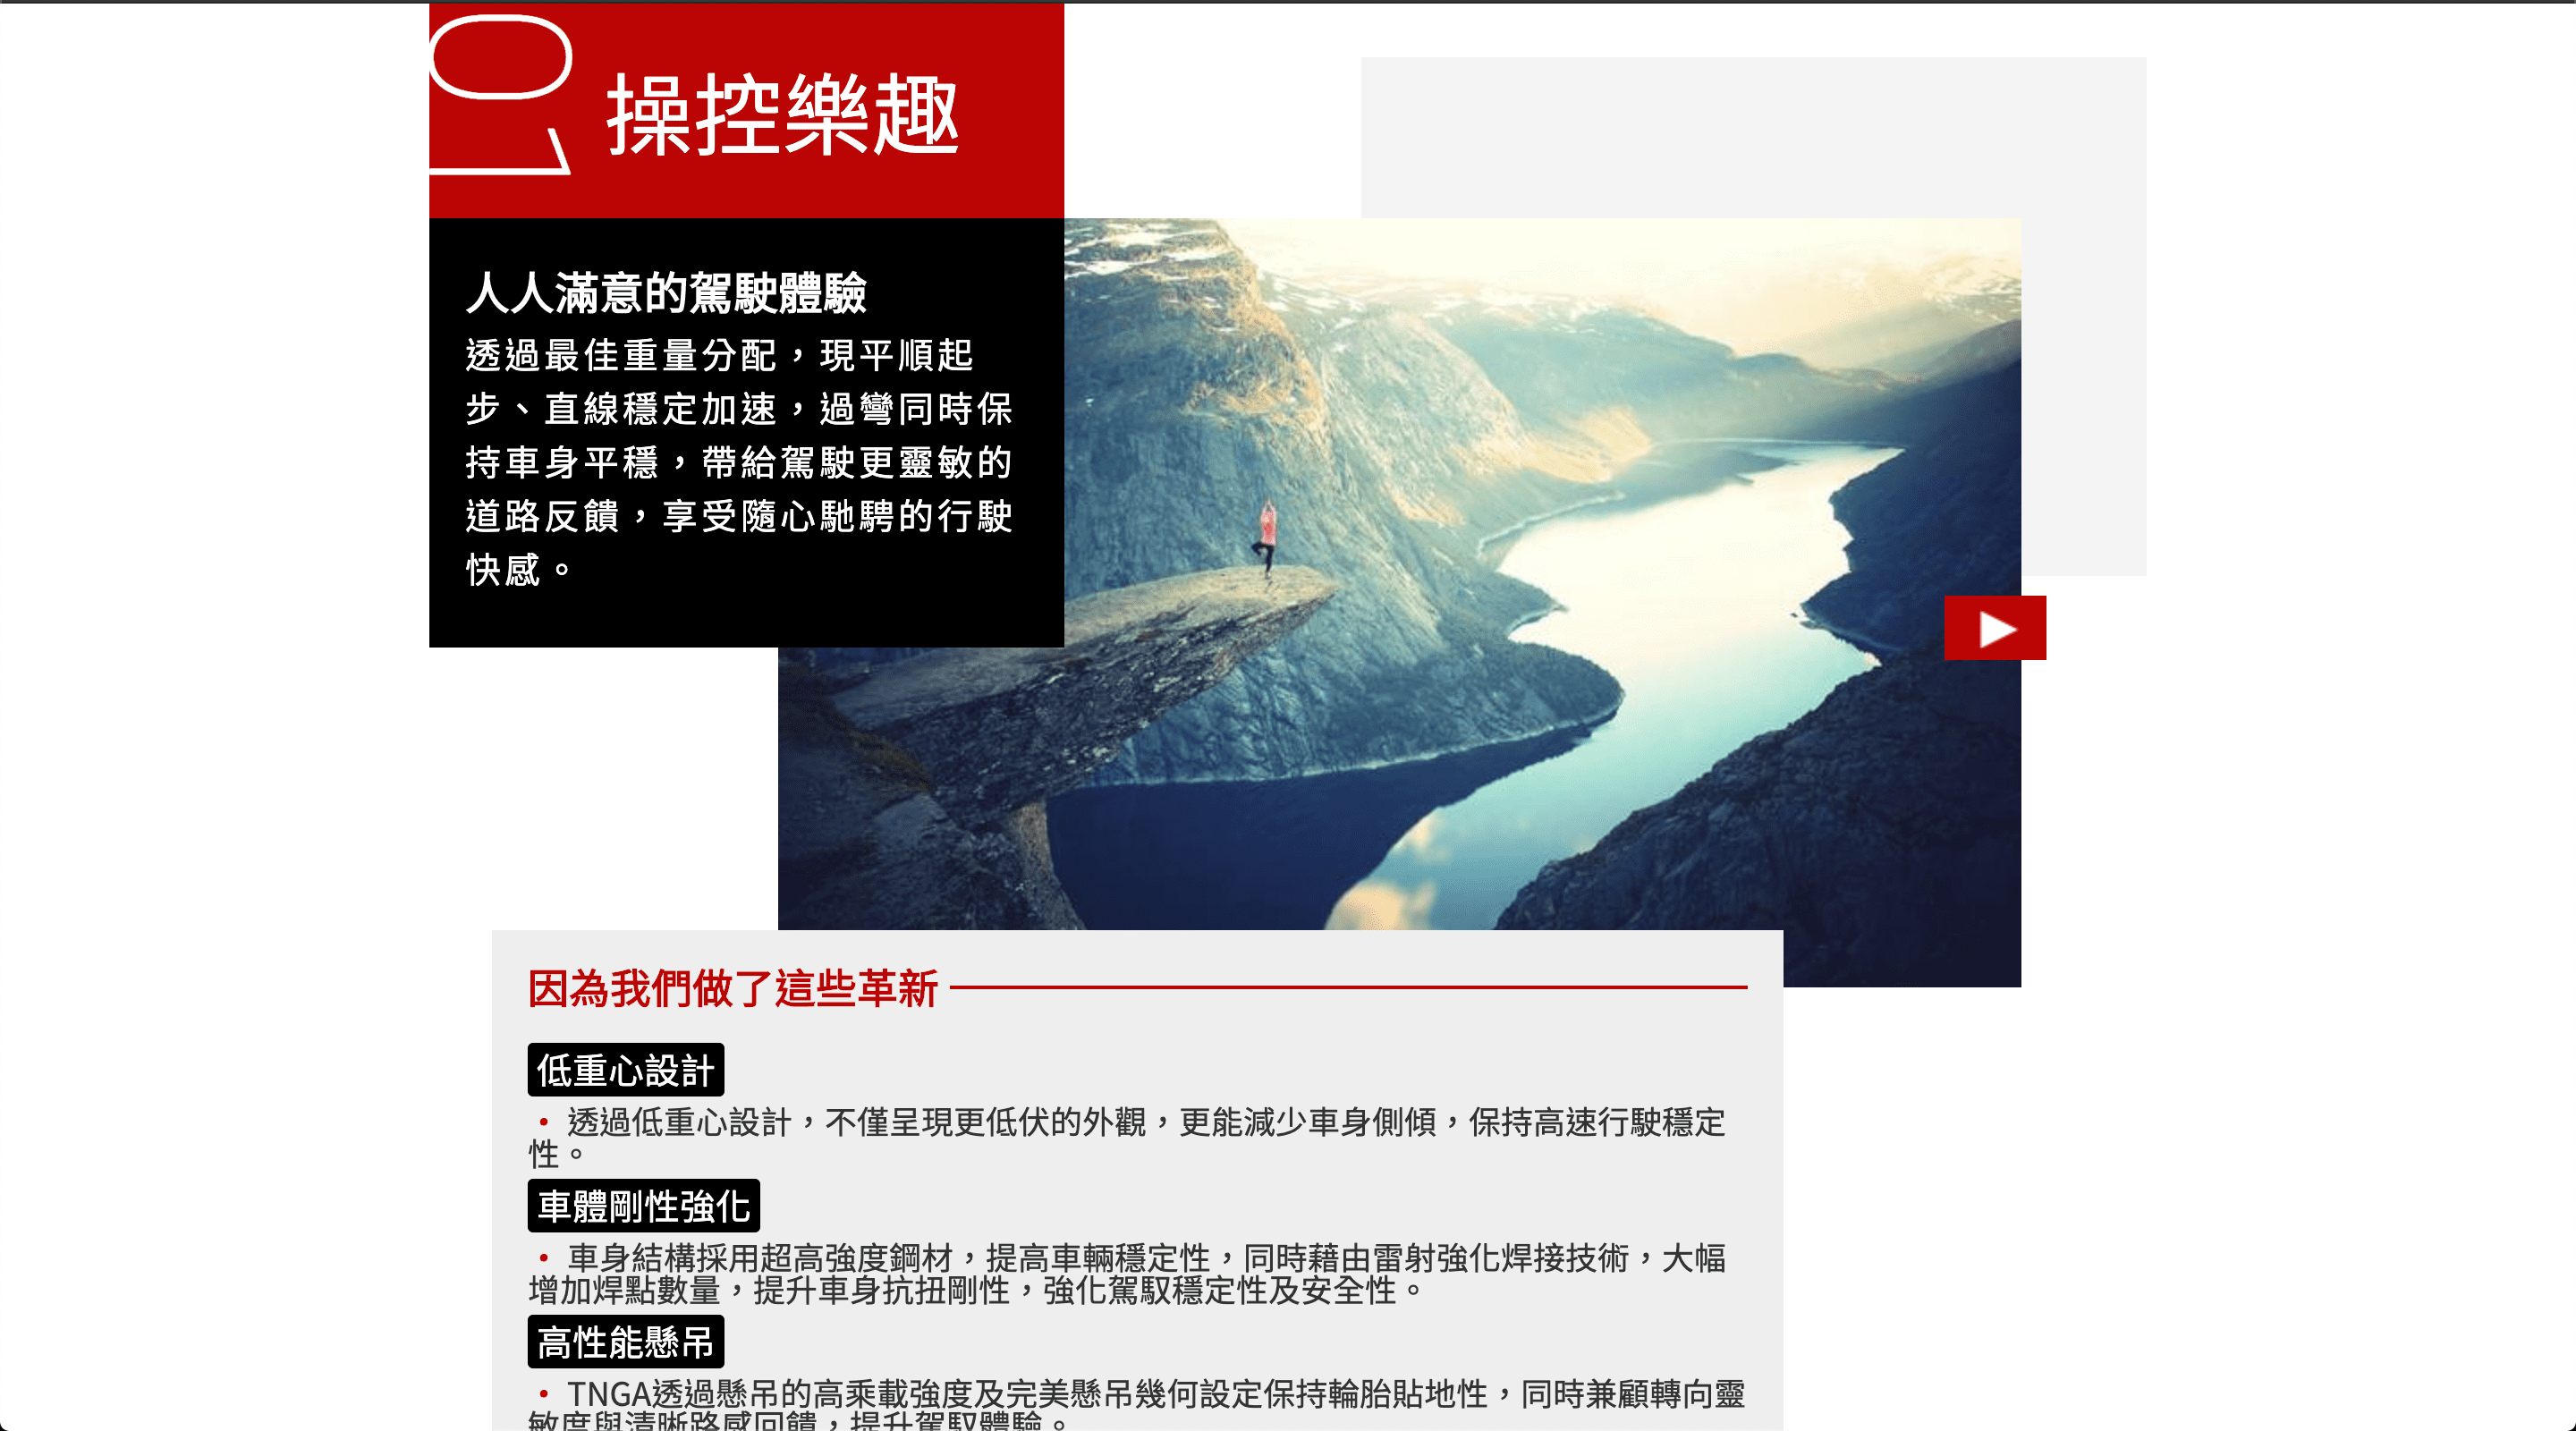 01
操控樂趣
人人滿意的駕駛體驗
透過最佳重量分配，現平順起
步、直線穩定加速，過彎同時保
持車身平穩，帶給駕駛更靈敏的
道路反饋，享受隨心馳騁的行駛
快感。
因為我們做了這些革新
低重心設計
• 透過低重心設計，不僅呈現更低伏的外觀，更能減少車身側傾，保持高速行駛穩定
性。
車體剛性強化
• 車身結構採用超高強度鋼材，提高車輛穩定性，同時藉由雷射強化焊接技術，大幅
增加焊點數量，提升車身抗扭剛性，強化駕馭穩定性及安全性。
高性能懸吊
• TNGA透過懸吊的高乘載強度及完美懸吊幾何設定保持輪胎貼地性，同時兼顧轉向靈
敏度與清晰路感回饋，提升駕馭體驗。